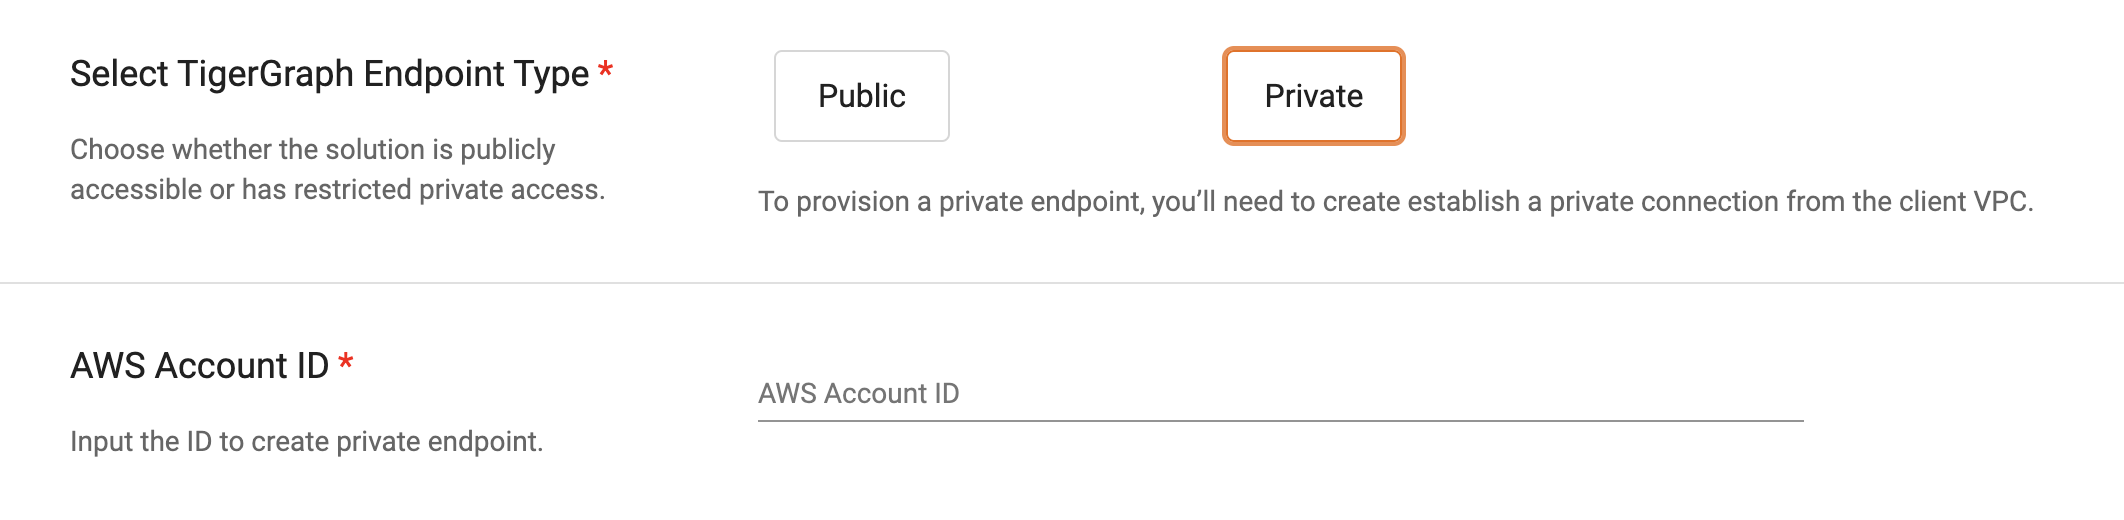 Select TigerGraph Endpoint Type *
Choose whether the solution is publicly
accessible or has restricted private access.
Public
Private
To provision a private endpoint, you’ll need to create establish a private connection from the client VPC.
AWS Account ID *
Input the ID to create private endpoint.
AWS Account ID